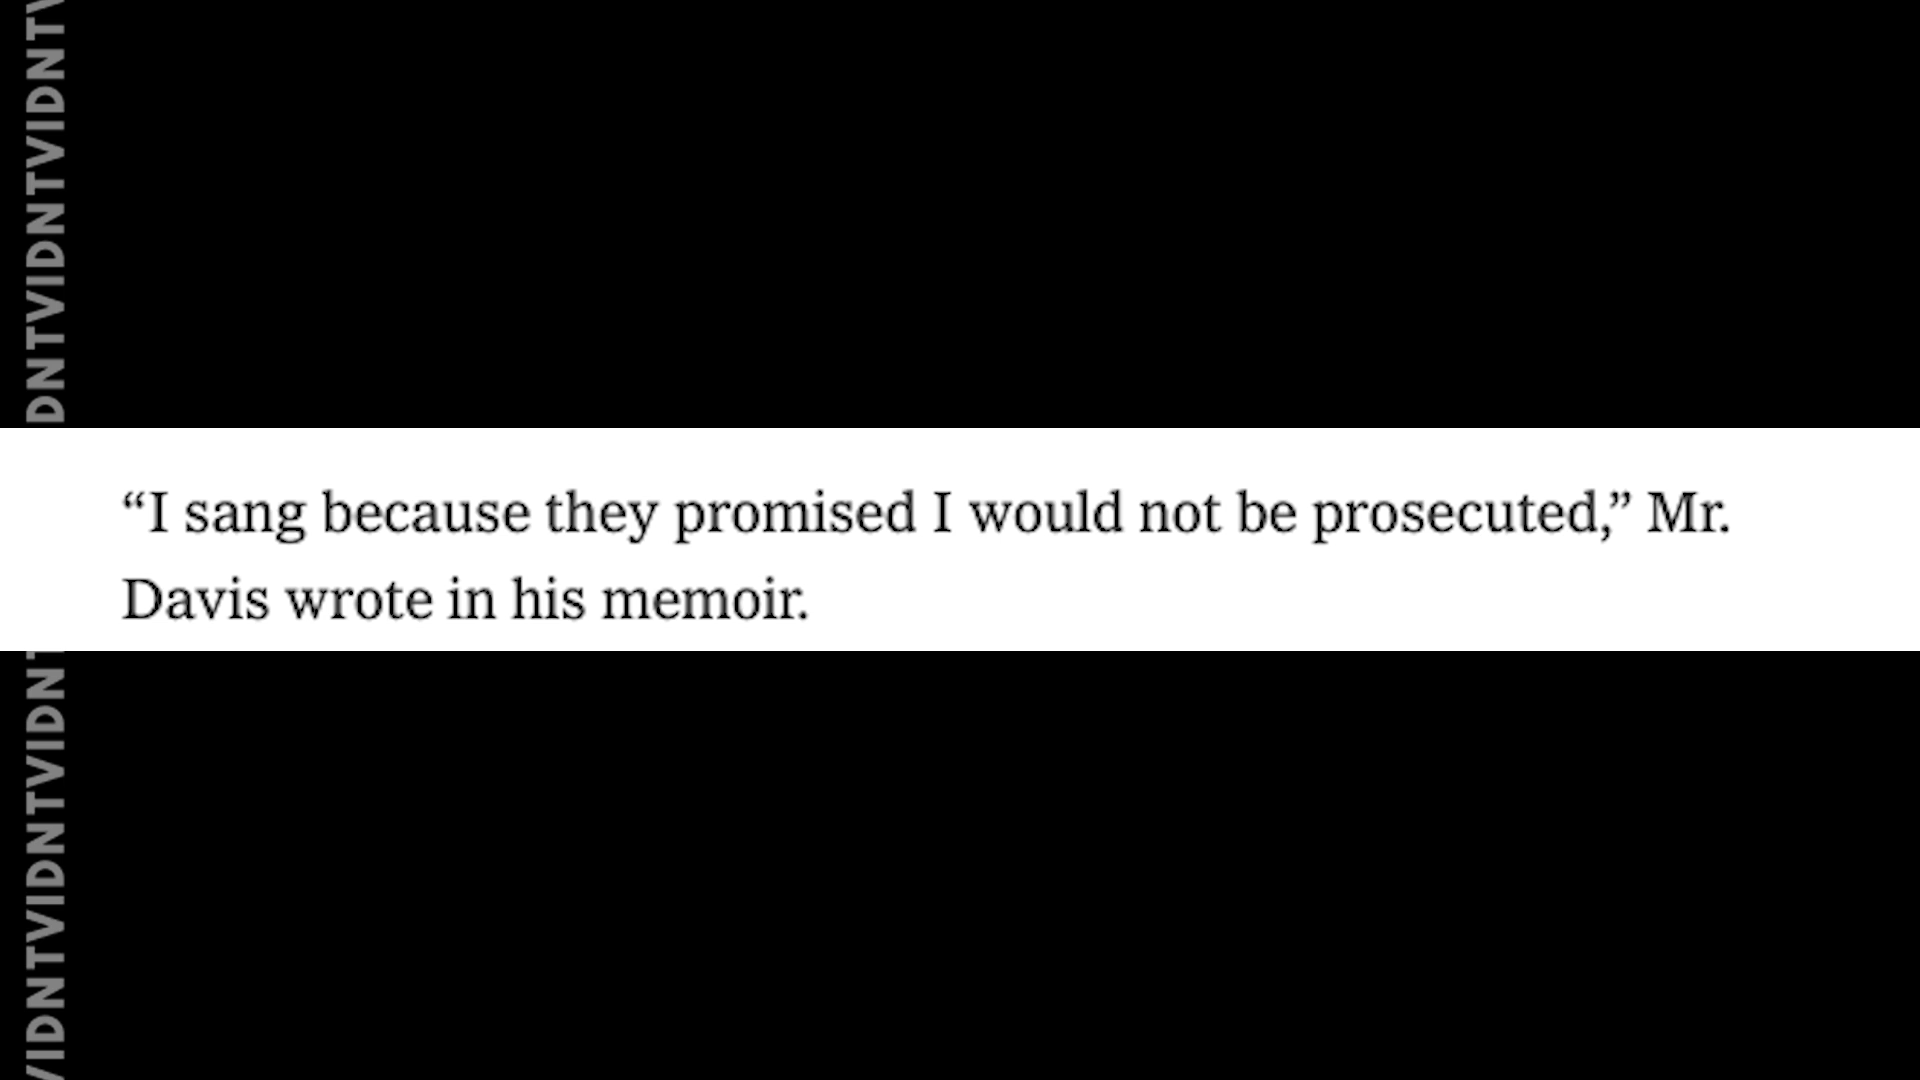 “I sang because they promised I would not be prosecuted,” Mr.
Davis wrote in his memoir.
DNTVIDNTVIDNTV
VIDNTVIDNTVIDNT